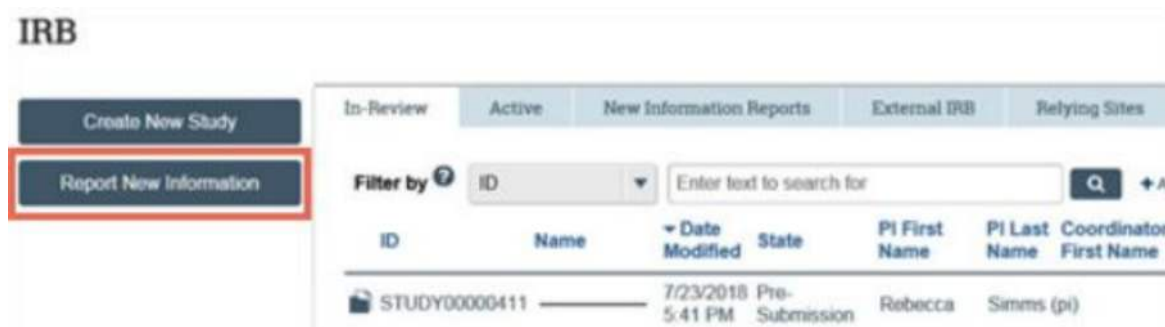 IRB
Create New Study
Report New Information
In-Review Active New Information Reports External IRB Relying Sites
Filter by ? ID Enter text to search for + A
ID Name Date Modified State PI First Name PI Last Name Coordinator First Name
STUDY00000411 7/23/2018 5:41 PM Pre-Submission Rebecca Simms (pi)